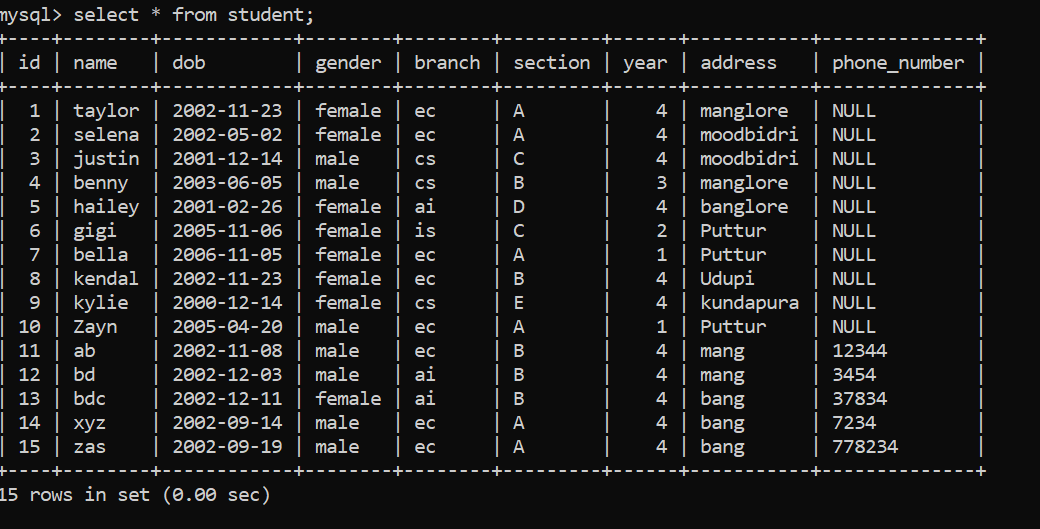 mysql> select * from student;
+----+--------+------------+--------+--------+---------+------+-----------+--------------+
| id | name   | dob        | gender | branch | section | year | address   | phone_number |
+----+--------+------------+--------+--------+---------+------+-----------+--------------+
|  1 | taylor | 2002-11-23 | female | ec     | A       |    4 | manglore  | NULL         |
|  2 | selena | 2002-05-02 | female | ec     | A       |    4 | moodbidri | NULL         |
|  3 | justin | 2001-12-14 | male   | cs     | C       |    4 | moodbidri | NULL         |
|  4 | benny  | 2003-06-05 | male   | cs     | B       |    3 | manglore  | NULL         |
|  5 | hailey | 2001-02-26 | female | ai     | D       |    4 | banglore  | NULL         |
|  6 | gigi   | 2005-11-06 | female | is     | C       |    2 | Puttur    | NULL         |
|  7 | bella  | 2006-11-05 | female | ec     | A       |    1 | Puttur    | NULL         |
|  8 | kendal | 2002-11-23 | female | ec     | B       |    4 | Udupi     | NULL         |
|  9 | kylie  | 2000-12-14 | female | cs     | E       |    4 | kundapura | NULL         |
| 10 | Zayn   | 2005-04-20 | male   | ec     | A       |    1 | Puttur    | NULL         |
| 11 | ab     | 2002-11-08 | male   | ec     | B       |    4 | mang      | 12344        |
| 12 | bd     | 2002-12-03 | male   | ai     | B       |    4 | mang      | 3454         |
| 13 | bdc    | 2002-12-11 | female | ai     | B       |    4 | bang      | 37834        |
| 14 | xyz    | 2002-09-14 | male   | ec     | A       |    4 | bang      | 7234         |
| 15 | zas    | 2002-09-19 | male   | ec     | A       |    4 | bang      | 778234       |
+----+--------+------------+--------+--------+---------+------+-----------+--------------+
15 rows in set (0.00 sec)